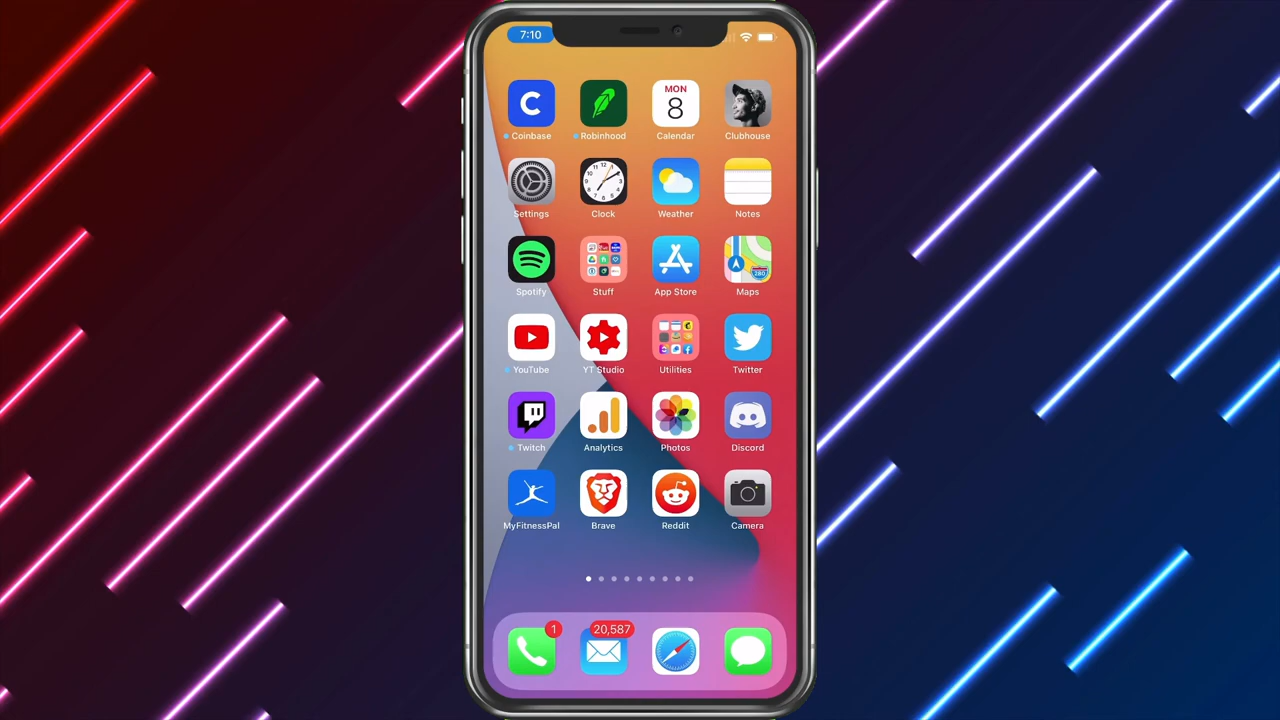 7:10
MON
8
Coinbase Robinhood Calendar Clubhouse
Settings Clock Weather Notes
Spotify Stuff App Store Maps
280
YouTube YT Studio Utilities Twitter
Twitch Analytics Photos Discord
MyFitnessPal Brave Reddit Camera
1 20,587